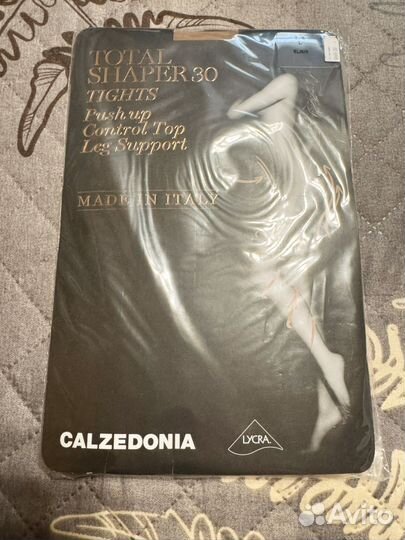 TOTAL
SHAPER 30
TIGHTS
Push up
Control Top
Leg Support
MADE IN ITALY
CALZEDONIA
LYCRA
Avito